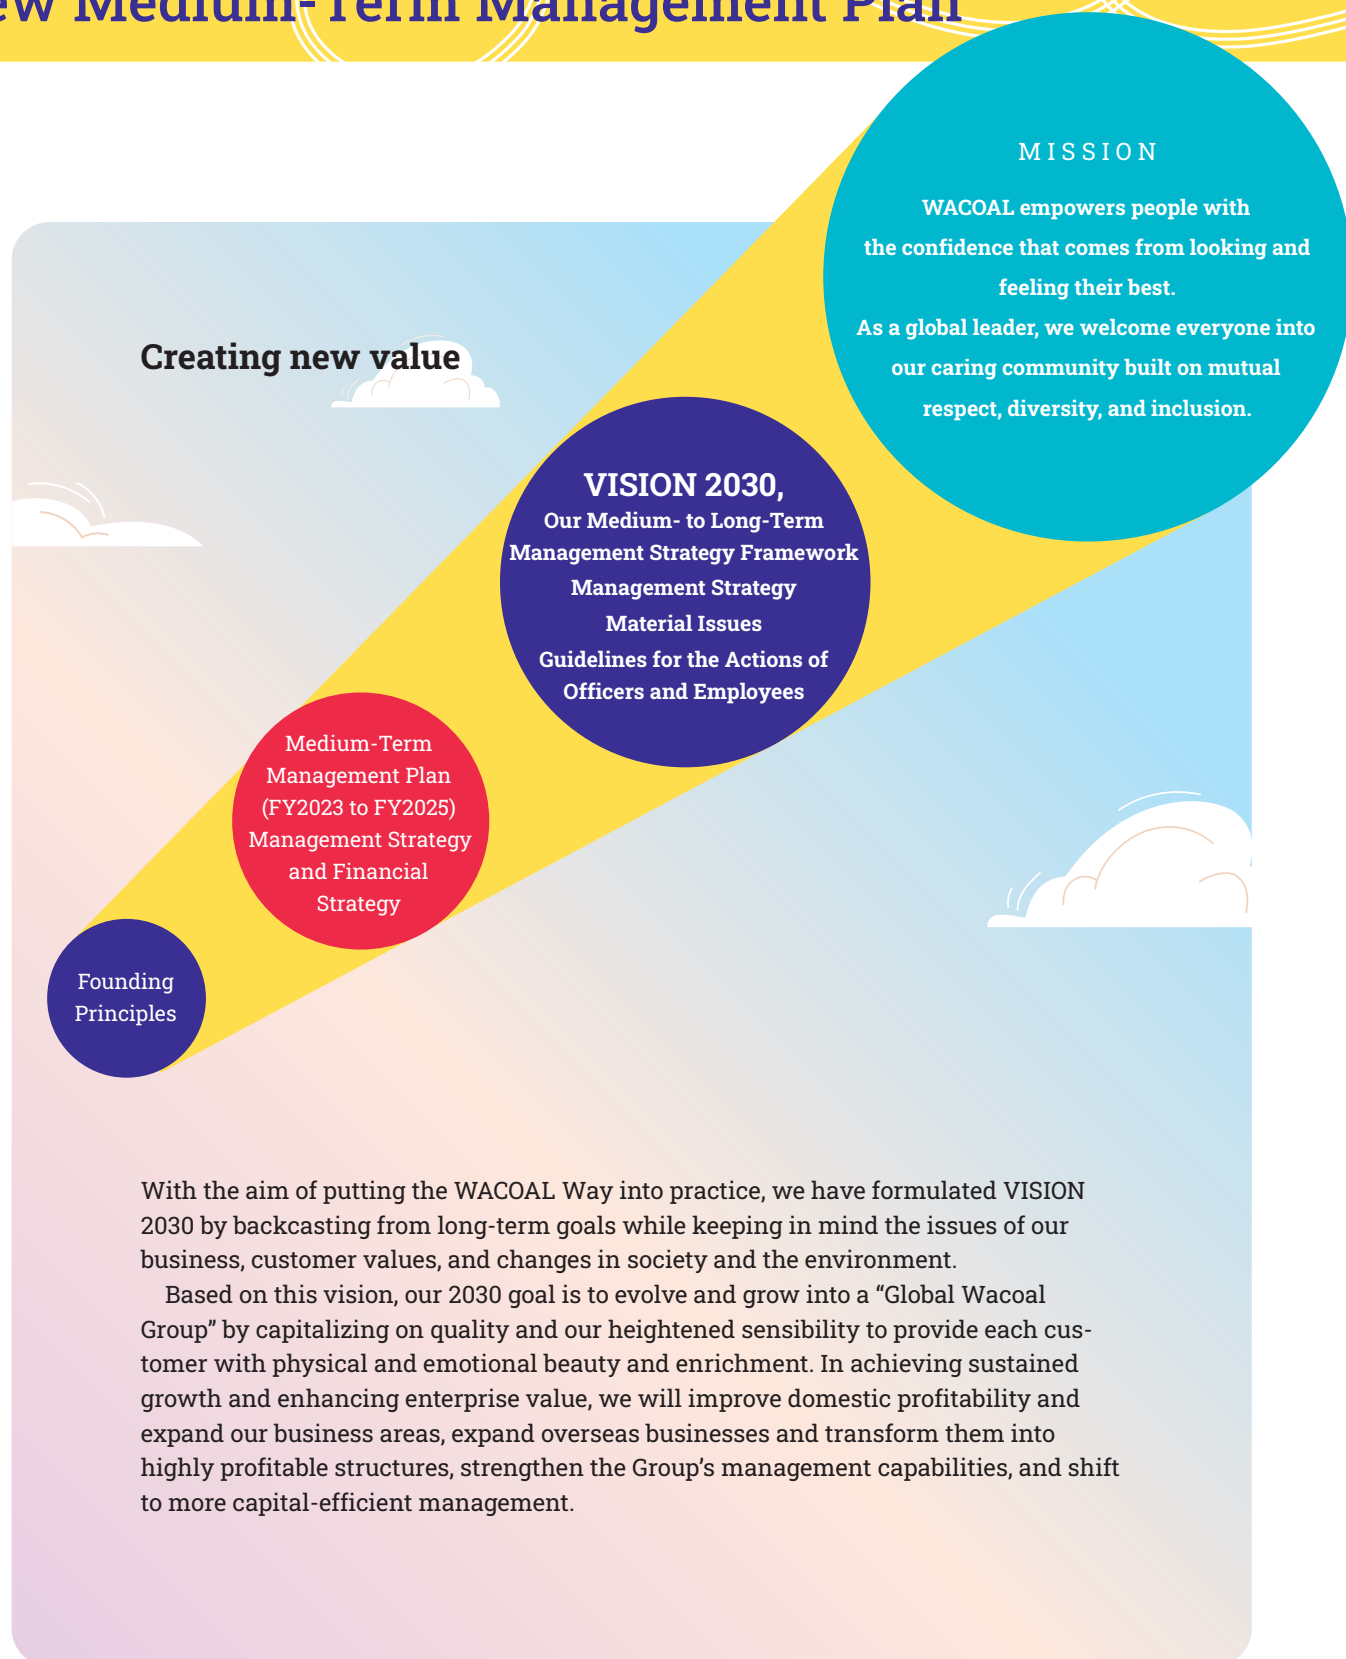 Medium-Term Management Plan
MISSION
WACOAL empowers people with
the confidence that comes from looking and
feeling their best.
As a global leader, we welcome everyone into
our caring community built on mutual
respect, diversity, and inclusion.
Creating new value
VISION 2030,
Our Medium- to Long-Term
Management Strategy Framework
Management Strategy
Material Issues
Guidelines for the Actions of
Officers and Employees
Medium-Term
Management Plan
(FY2023 to FY2025)
Management Strategy
and Financial
Strategy
Founding
Principles
With the aim of putting the WACOAL Way into practice, we have formulated VISION
2030 by backcasting from long-term goals while keeping in mind the issues of our
business, customer values, and changes in society and the environment.
Based on this vision, our 2030 goal is to evolve and grow into a “Global Wacoal
Group” by capitalizing on quality and our heightened sensibility to provide each cus-
tomer with physical and emotional beauty and enrichment. In achieving sustained
growth and enhancing enterprise value, we will improve domestic profitability and
expand our business areas, expand overseas businesses and transform them into
highly profitable structures, strengthen the Group’s management capabilities, and shift
to more capital-efficient management.